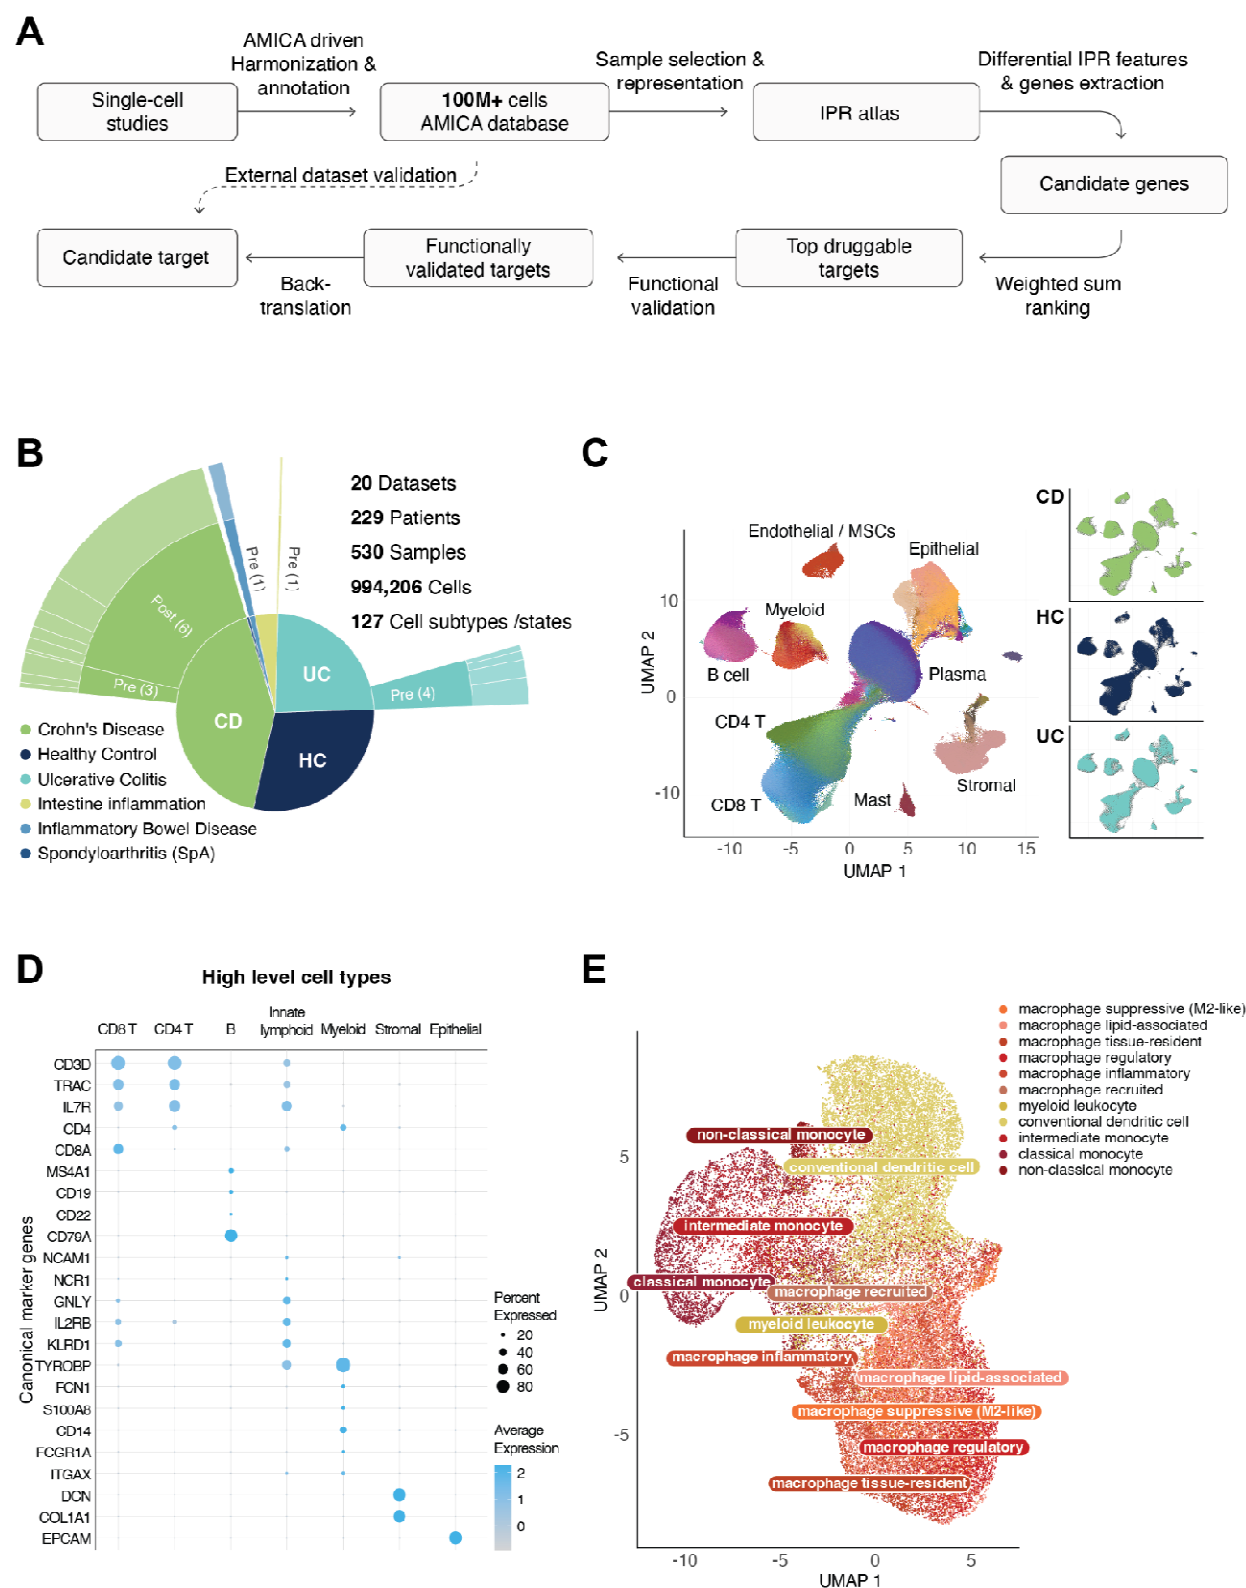 A
AMICA driven
Harmonization &
annotation
Sample selection &
representation
Differential IPR features
& genes extraction
Single-cell
studies
100M+ cells
AMICA database
IPR atlas
External dataset validation
Candidate genes
Candidate target
Functionally
validated targets
Top druggable
targets
Back-
translation
Functional
validation
Weighted sum
ranking
B
20 Datasets
229 Patients
530 Samples
994,206 Cells
127 Cell subtypes /states
Pre (1)
Pre (1)
Post (6)
Pre (3)
Pre (4)
UC
CD
HC
Crohn's Disease
Healthy Control
Ulcerative Colitis
Intestine inflammation
Inflammatory Bowel Disease
Spondyloarthritis (SpA)
C
Endothelial / MSCs
Epithelial
Myeloid
B cell
Plasma
CD4 T
CD8 T
Mast
Stromal
UMAP 2
10
0
-10
-10 -5 0 5 10 15
UMAP 1
CD
HC
UC
D
High level cell types
CD8 T CD4 T B Innate lymphoid Myeloid Stromal Epithelial
Canonical marker genes
CD3D
TRAC
IL7R
CD4
CD8A
MS4A1
CD19
CD22
CD79A
NCAM1
NCR1
GNLY
IL2RB
KLRD1
TYROBP
FCN1
S100A8
CD14
FCGR1A
ITGAX
DCN
COL1A1
EPCAM
Percent
Expressed
20
40
60
80
Average
Expression
2
1
0
E
macrophage suppressive (M2-like)
macrophage lipid-associated
macrophage tissue-resident
macrophage regulatory
macrophage inflammatory
macrophage recruited
myeloid leukocyte
conventional dendritic cell
intermediate monocyte
classical monocyte
non-classical monocyte
non-classical monocyte
conventional dendritic cell
intermediate monocyte
classical monocyte
macrophage recruited
myeloid leukocyte
macrophage inflammatory
macrophage lipid-associated
macrophage suppressive (M2-like)
macrophage regulatory
macrophage tissue-resident
UMAP 2
5
0
-5
-10 -5 0 5
UMAP 1